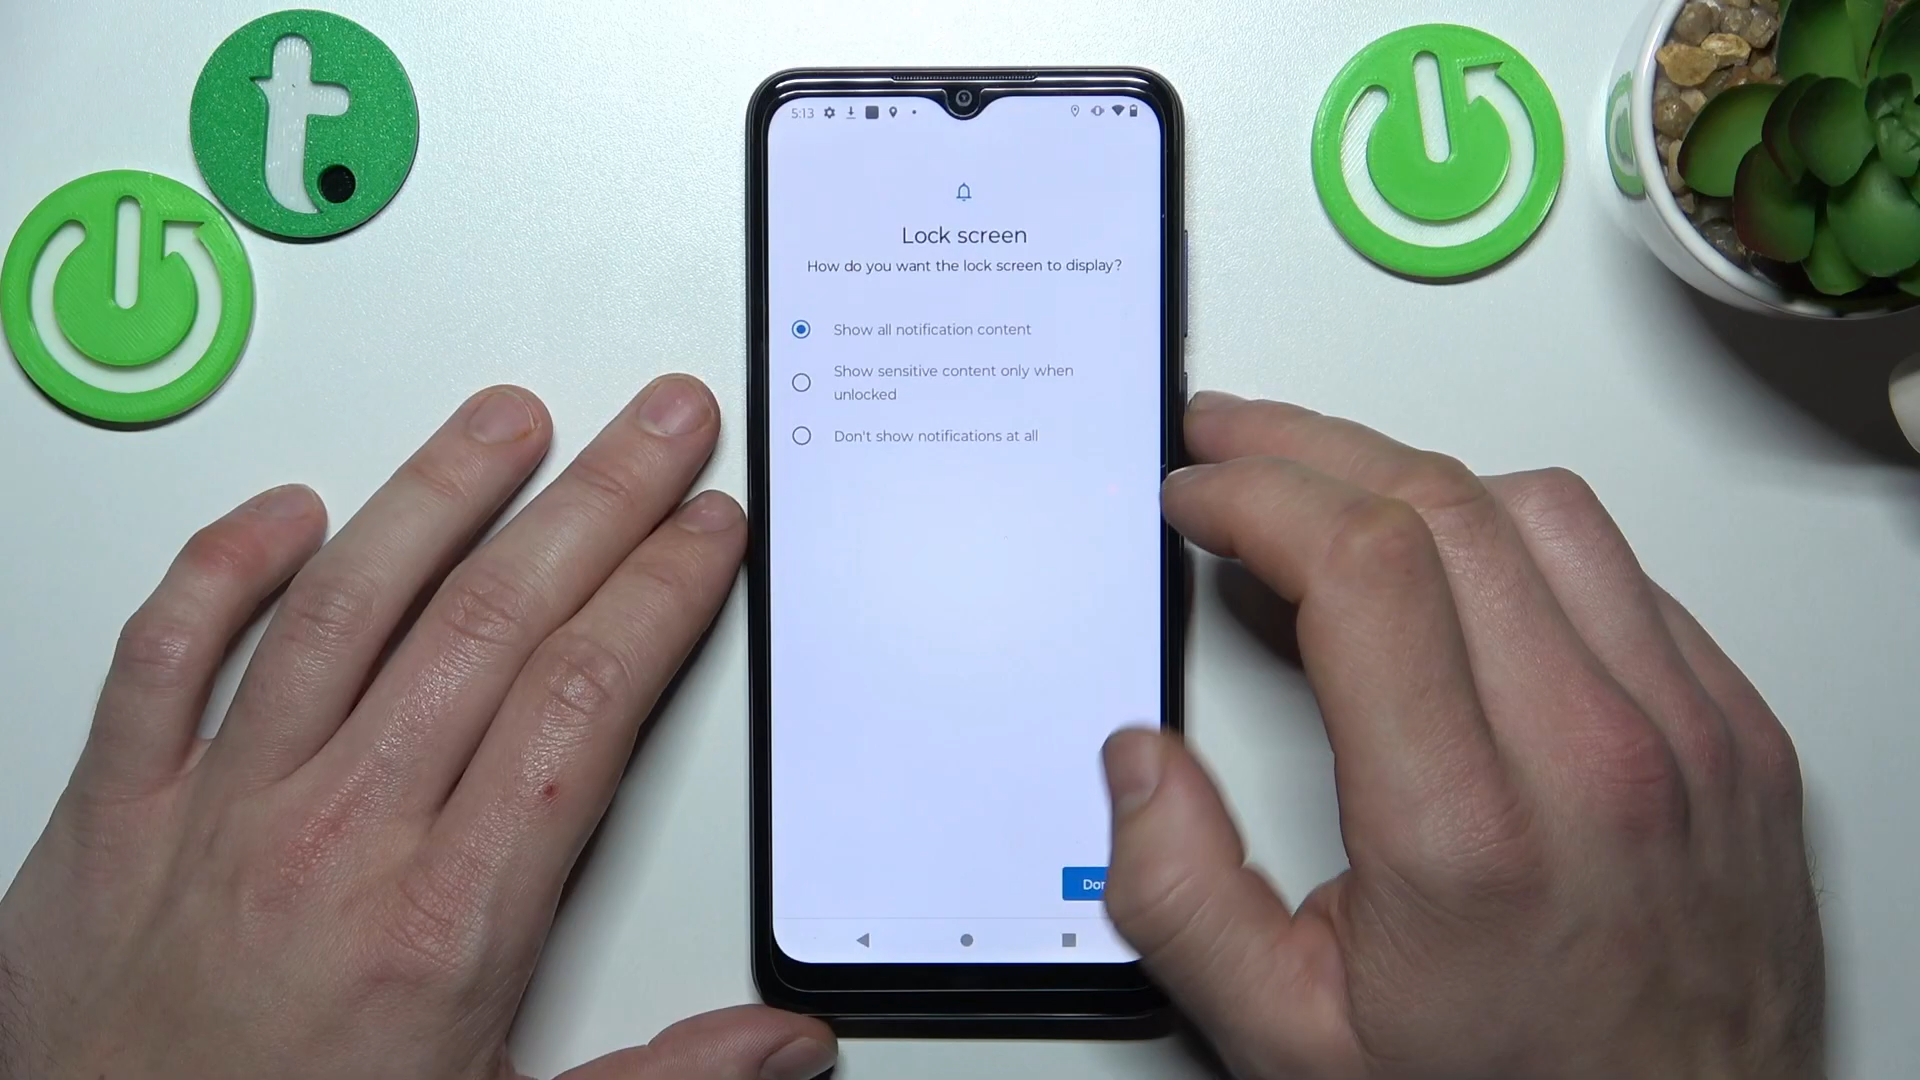 t.
5:13
Lock screen
How do you want the lock screen to display?
Show all notification content
Show sensitive content only when
unlocked
Don't show notifications at all